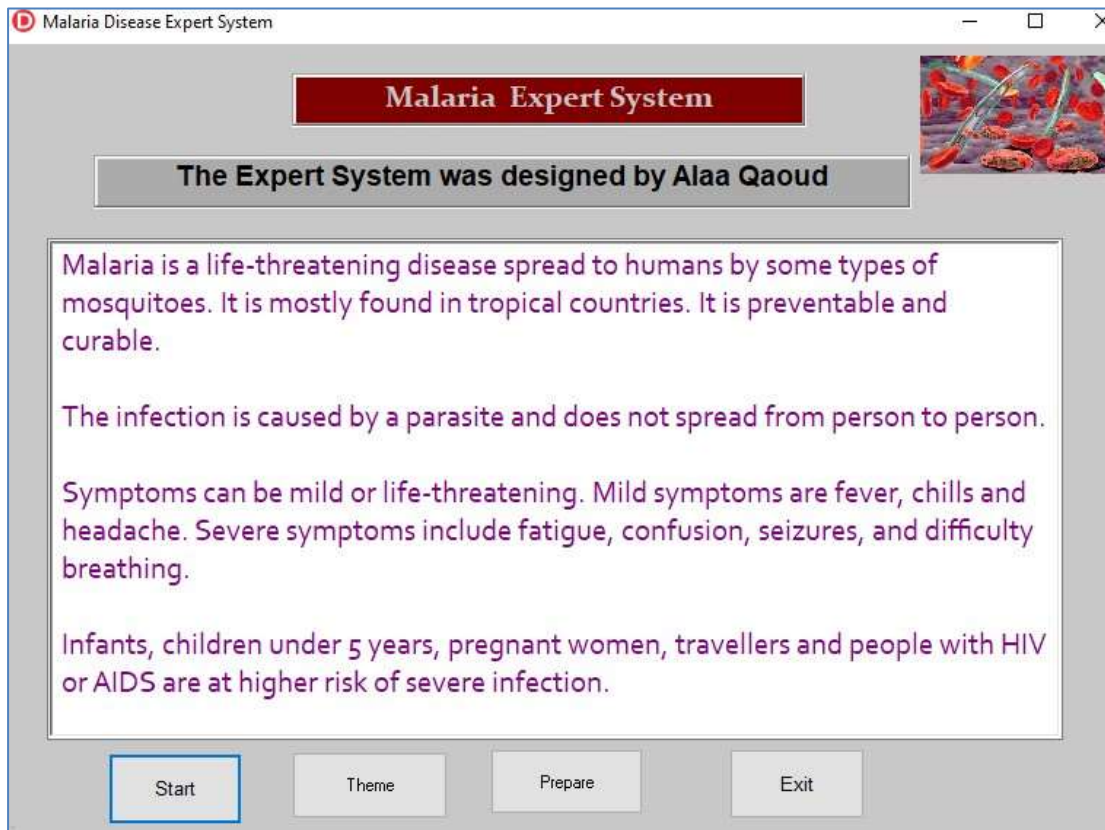 Malaria Disease Expert System
Malaria Expert System
The Expert System was designed by Alaa Qaoud
Malaria is a life-threatening disease spread to humans by some types of
mosquitoes. It is mostly found in tropical countries. It is preventable and
curable.
The infection is caused by a parasite and does not spread from person to person.
Symptoms can be mild or life-threatening. Mild symptoms are fever, chills and
headache. Severe symptoms include fatigue, confusion, seizures, and difficulty
breathing.
Infants, children under 5 years, pregnant women, travellers and people with HIV
or AIDS are at higher risk of severe infection.
Start
Theme
Prepare
Exit